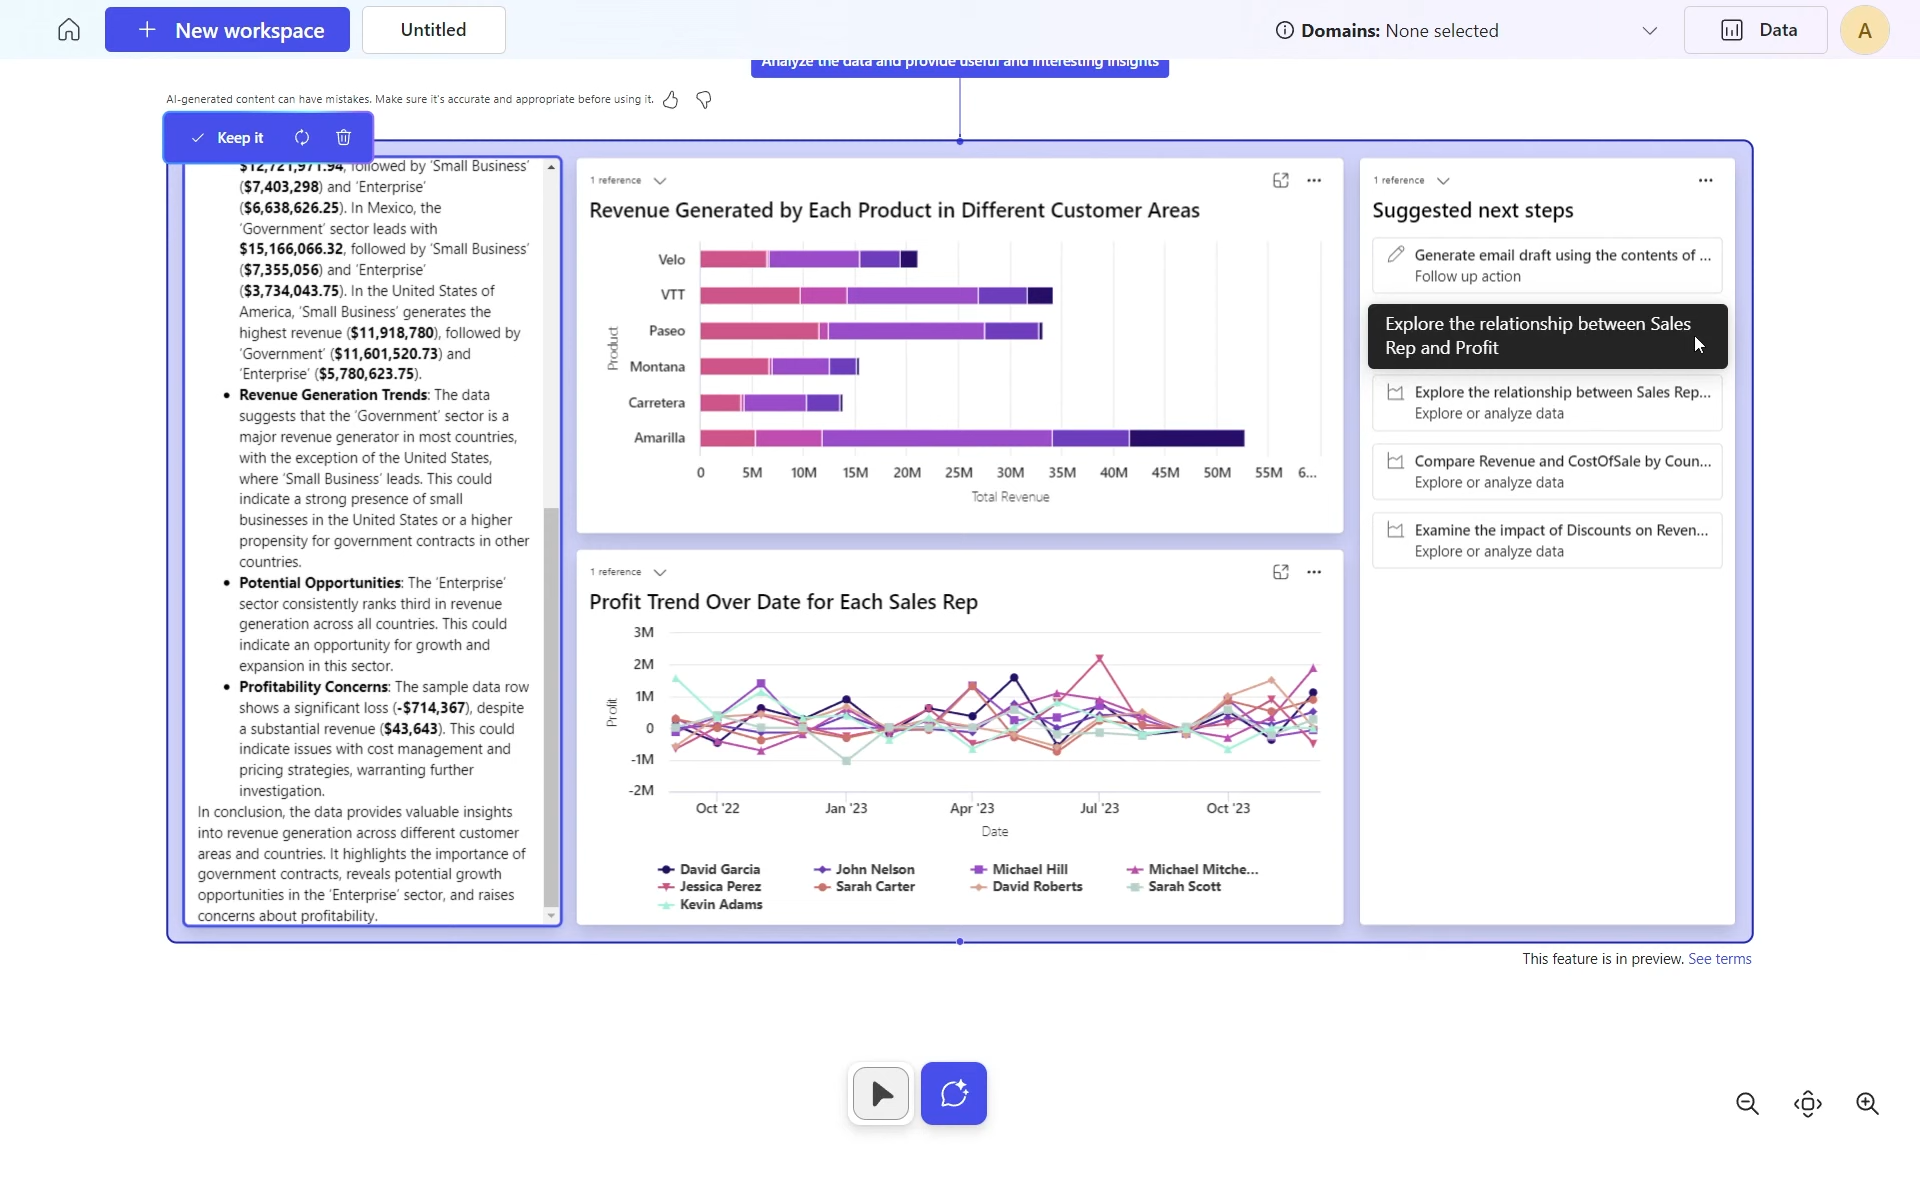 New workspace
Untitled
Domains: None selected
Data
A
Analyze the data and provide useful and interesting insights
AI-generated content can have mistakes. Make sure it's accurate and appropriate before using it.
Keep it
$12,721,971.94, followed by 'Small Business'
($7,403,298) and 'Enterprise'
($6,638,626.25). In Mexico, the
'Government' sector leads with
$15,166,066.32, followed by 'Small Business'
($7,355,056) and 'Enterprise'
($3,734,043.75). In the United States of
America, 'Small Business' generates the
highest revenue ($11,918,780), followed by
'Government' ($11,601,520.73) and
'Enterprise' ($5,780,623.75).
• Revenue Generation Trends: The data
suggests that the 'Government' sector is a
major revenue generator in most countries,
with the exception of the United States,
where 'Small Business' leads. This could
indicate a strong presence of small
businesses in the United States or a higher
propensity for government contracts in other
countries.
• Potential Opportunities: The 'Enterprise'
sector consistently ranks third in revenue
generation across all countries. This could
indicate an opportunity for growth and
expansion in this sector.
• Profitability Concerns: The sample data row
shows a significant loss (-$714,367), despite
a substantial revenue ($43,643). This could
indicate issues with cost management and
pricing strategies, warranting further
investigation.
In conclusion, the data provides valuable insights
into revenue generation across different customer
areas and countries. It highlights the importance of
government contracts, reveals potential growth
opportunities in the 'Enterprise' sector, and raises
concerns about profitability.
1 reference
Revenue Generated by Each Product in Different Customer Areas
Product
Velo
VTT
Paseo
Montana
Carretera
Amarilla
0 5M 10M 15M 20M 25M 30M 35M 40M 45M 50M 55M 6...
Total Revenue
1 reference
Profit Trend Over Date for Each Sales Rep
Profit
3M
2M
1M
0
-1M
-2M
Oct '22 Jan '23 Apr '23 Jul '23 Oct '23
Date
David Garcia John Nelson Michael Hill Michael Mitche...
Jessica Perez Sarah Carter David Roberts Sarah Scott
Kevin Adams
1 reference
Suggested next steps
Generate email draft using the contents of ...
Follow up action
Explore the relationship between Sales
Rep and Profit
Explore the relationship between Sales Rep...
Explore or analyze data
Compare Revenue and CostOfSale by Coun...
Explore or analyze data
Examine the impact of Discounts on Reven...
Explore or analyze data
This feature is in preview. See terms